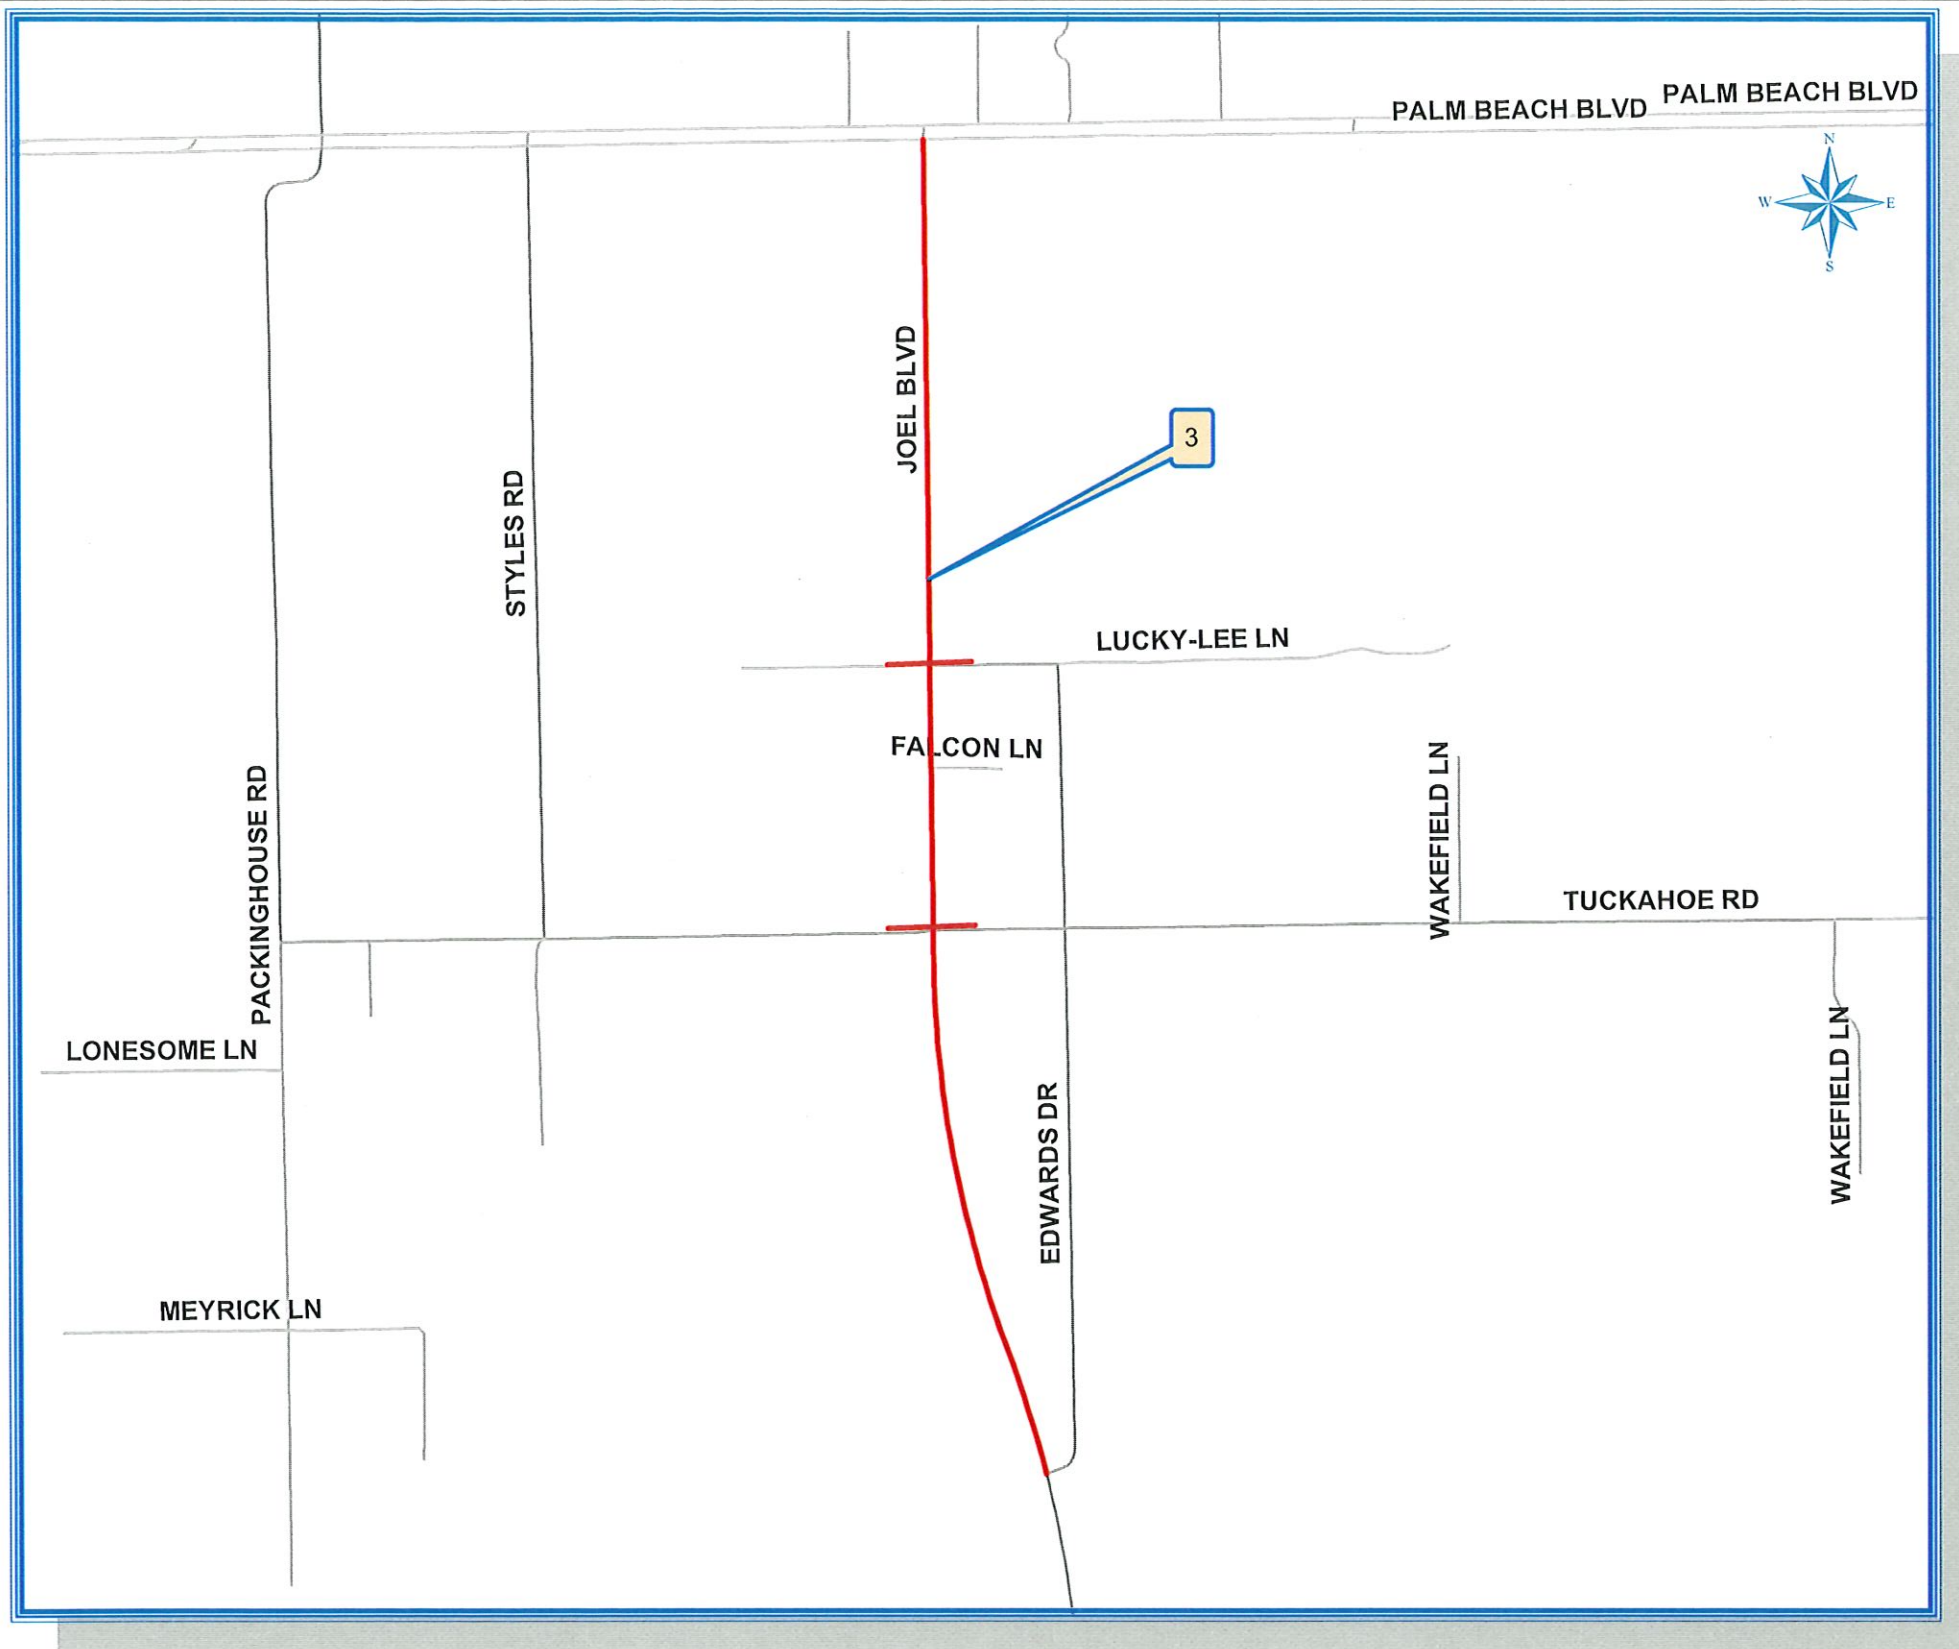 PALM BEACH BLVD
PALM BEACH BLVD
N
W
E
S
JOEL BLVD
3
STYLES RD
LUCKY-LEE LN
FALCON LN
WAKEFIELD LN
PACKINGHOUSE RD
TUCKAHOE RD
LONESOME LN
WAKEFIELD LN
EDWARDS DR
MEYRICK LN